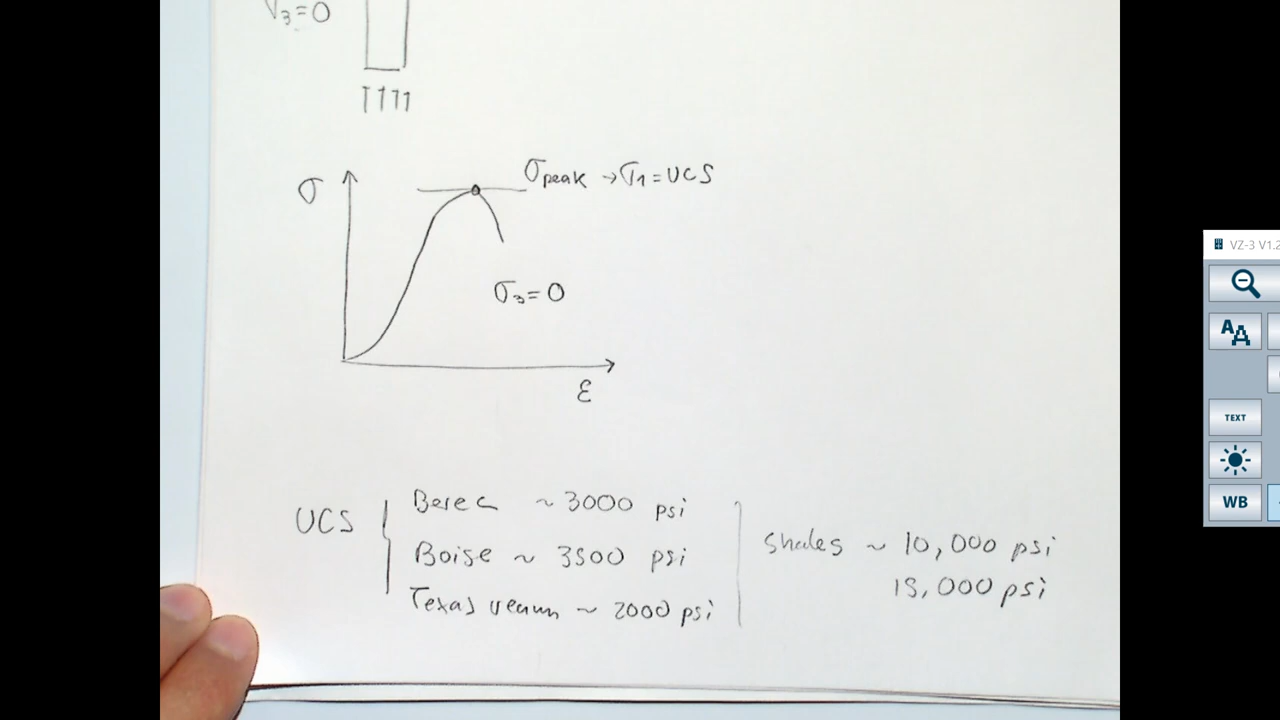 σ3=0
σ
σpeak → σ1 = UCS
σ3=0
ε
UCS
Berea ~ 3000 psi
Boise ~ 3500 psi
Texas ~ 2000 psi
Shales ~ 10,000 psi
15,000 psi
VZ-3 V1.2
AA
TEXT
WB